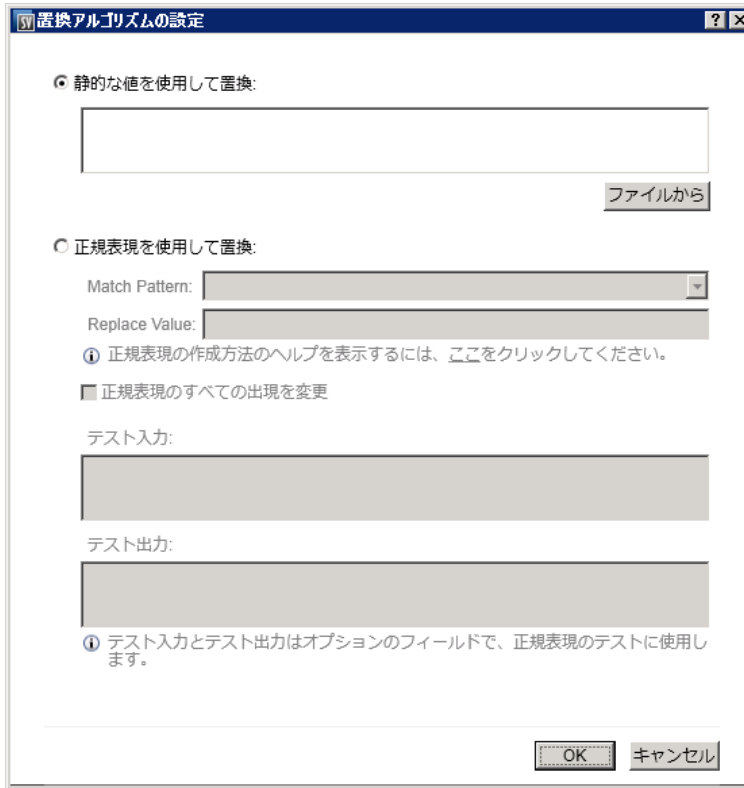 SV 置換アルゴリズムの設定
静的な値を使用して置換:
ファイルから
正規表現を使用して置換:
Match Pattern:
Replace Value:
正規表現の作成方法のヘルプを表示するには、ここをクリックしてください。
正規表現のすべての出現を変更
テスト入力:
テスト出力:
テスト入力とテスト出力はオプションのフィールドで、正規表現のテストに使用し
ます。
OK キャンセル